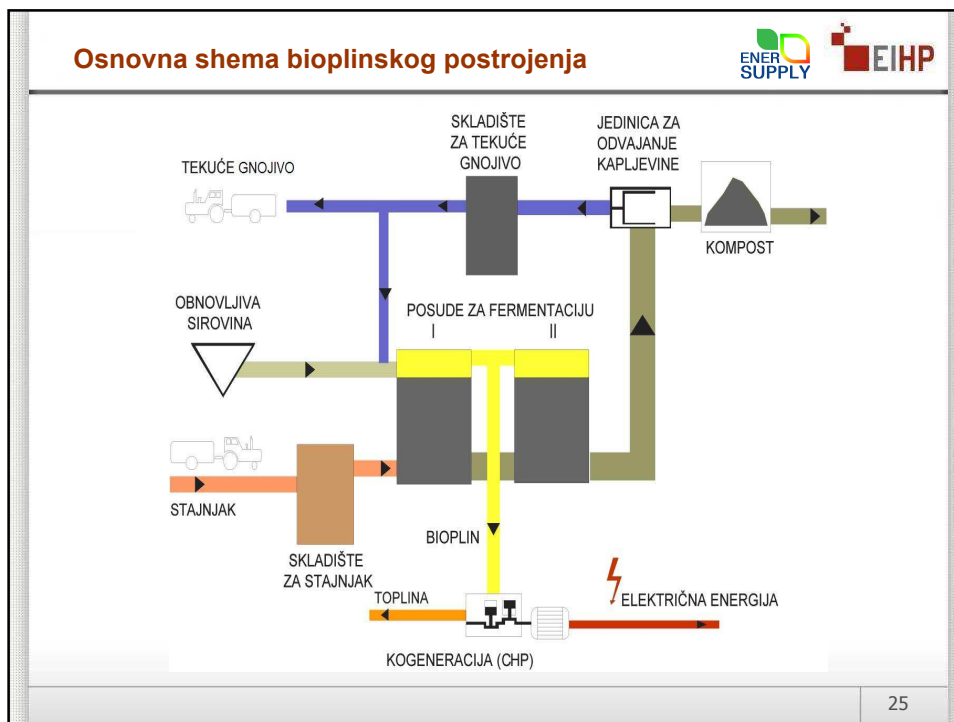 Osnovna shema bioplinskog postrojenja
ENER
SUPPLY
EIHP
SKLADIŠTE
ZA TEKUĆE
GNOJIVO
JEDINICA ZA
ODVAJANJE
KAPLJEVINE
TEKUĆE GNOJIVO
KOMPOST
OBNOVLJIVA
SIROVINA
POSUDE ZA FERMENTACIJU
I
II
STAJNJAK
SKLADIŠTE
ZA STAJNJAK
BIOPLIN
TOPLINA
ELEKTRIČNA ENERGIJA
KOGENERACIJA (CHP)
25